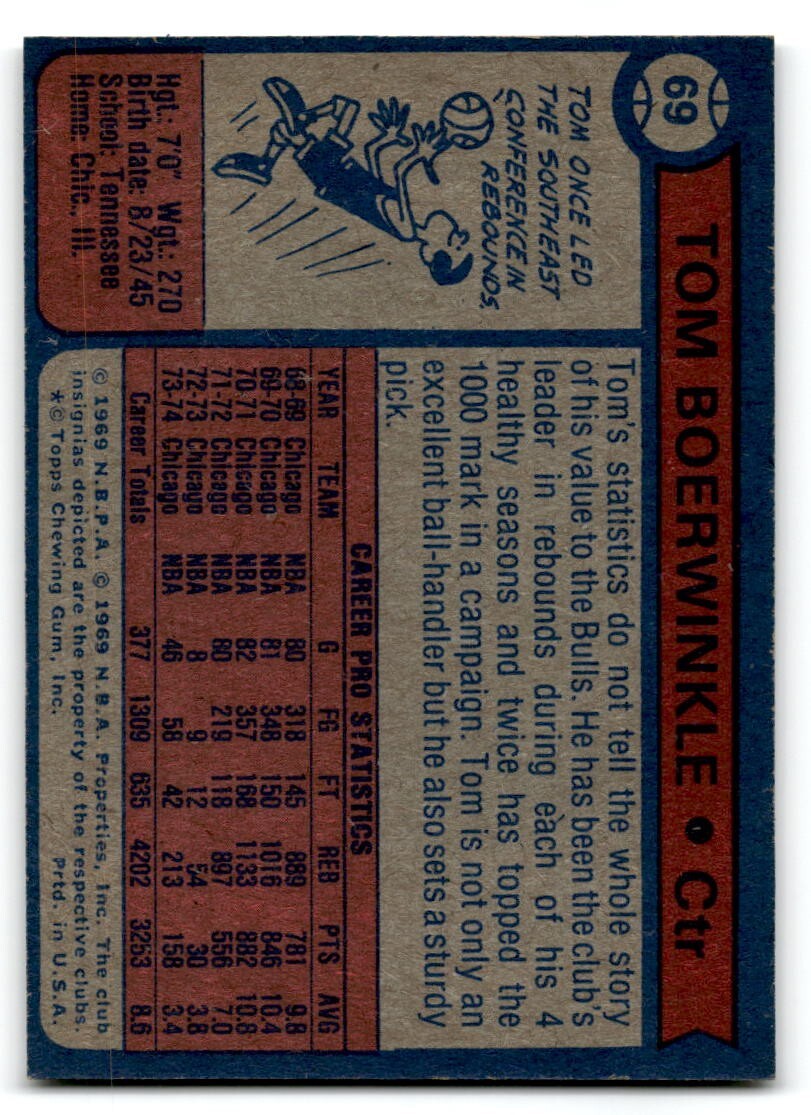 69
TOM BOERWINKLE • Ctr
TOM ONCE LED
THE SOUTHEAST
CONFERENCE IN
REBOUNDS.
Hgt.: 7'0" Wgt.: 270
Birth date: 8/23/45
School: Tennessee
Home: Chic., Ill.
Tom's statistics do not tell the whole story
of his value to the Bulls. He has been the club's
leader in rebounds during each of his 4
healthy seasons and twice has topped the
1000 mark in a campaign. Tom is not only an
excellent ball-handler but he also sets a sturdy
pick.
CAREER PRO STATISTICS
YEAR TEAM G FG FT REB PTS AVG
68-69 Chicago NBA 80 318 145 889 781 9.8
69-70 Chicago NBA 81 348 150 1016 846 10.4
70-71 Chicago NBA 82 357 168 1133 882 10.8
71-72 Chicago NBA 80 219 118 897 556 7.0
72-73 Chicago NBA 8 9 12 54 30 3.8
73-74 Chicago NBA 46 58 42 213 158 3.4
Career Totals 377 1309 635 4202 3253 8.6
© 1969 N.B.P.A. © 1969 N.B.A. Properties, Inc. The club
insignias depicted are the property of the respective clubs.
*© Topps Chewing Gum, Inc. Prtd. in U.S.A.